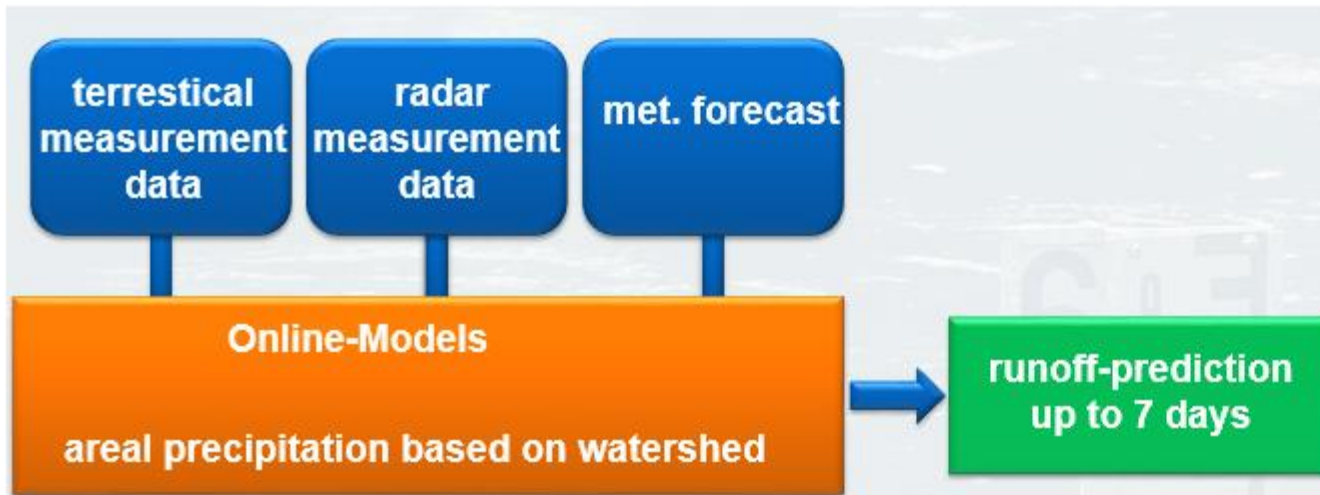 terrestical
measurement
data
radar
measurement
data
met. forecast
Online-Models
areal precipitation based on watershed
runoff-prediction
up to 7 days